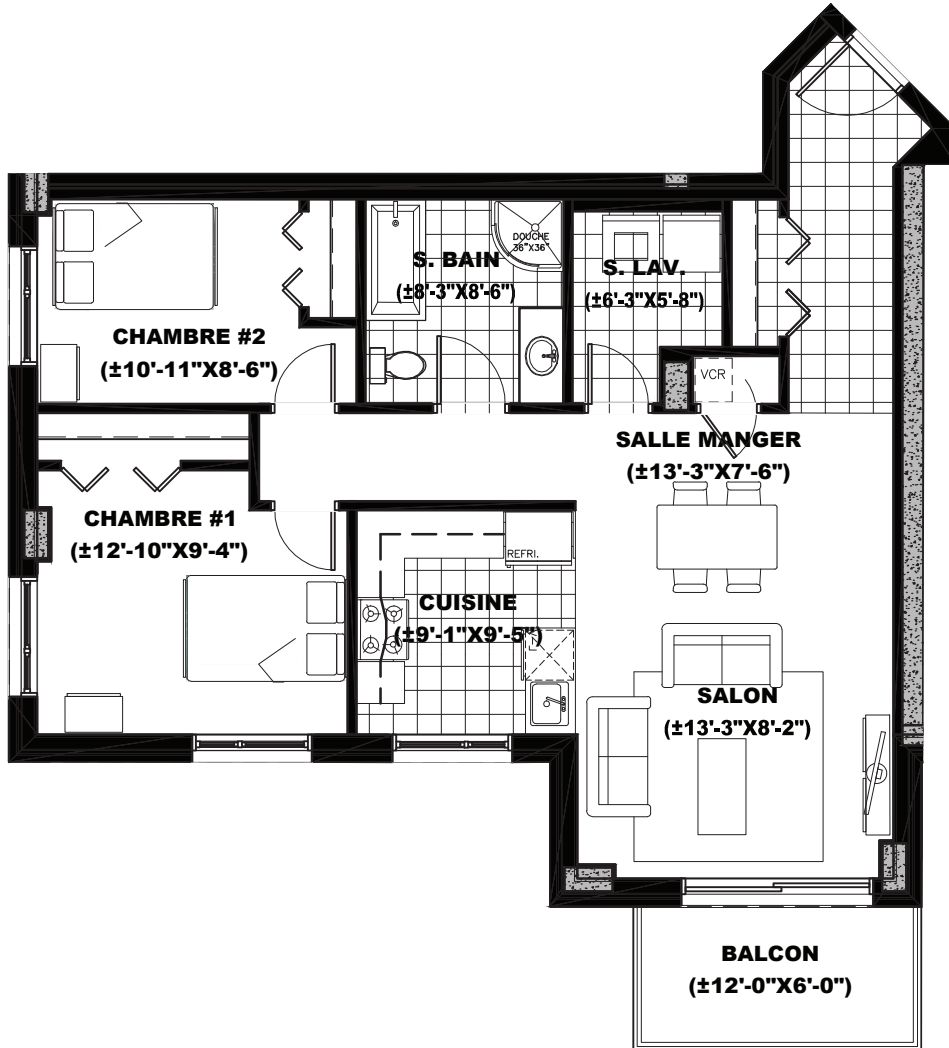 DOUCHE
36"X36"
S. BAIN
(±8'-3"X8'-6")
S. LAV.
(±6'-3"X5'-8")
CHAMBRE #2
(±10'-11"X8'-6")
VCR
SALLE MANGER
(±13'-3"X7'-6")
CHAMBRE #1
(±12'-10"X9'-4")
REFRI.
CUISINE
(±9'-1"X9'-5")
SALON
(±13'-3"X8'-2")
BALCON
(±12'-0"X6'-0")